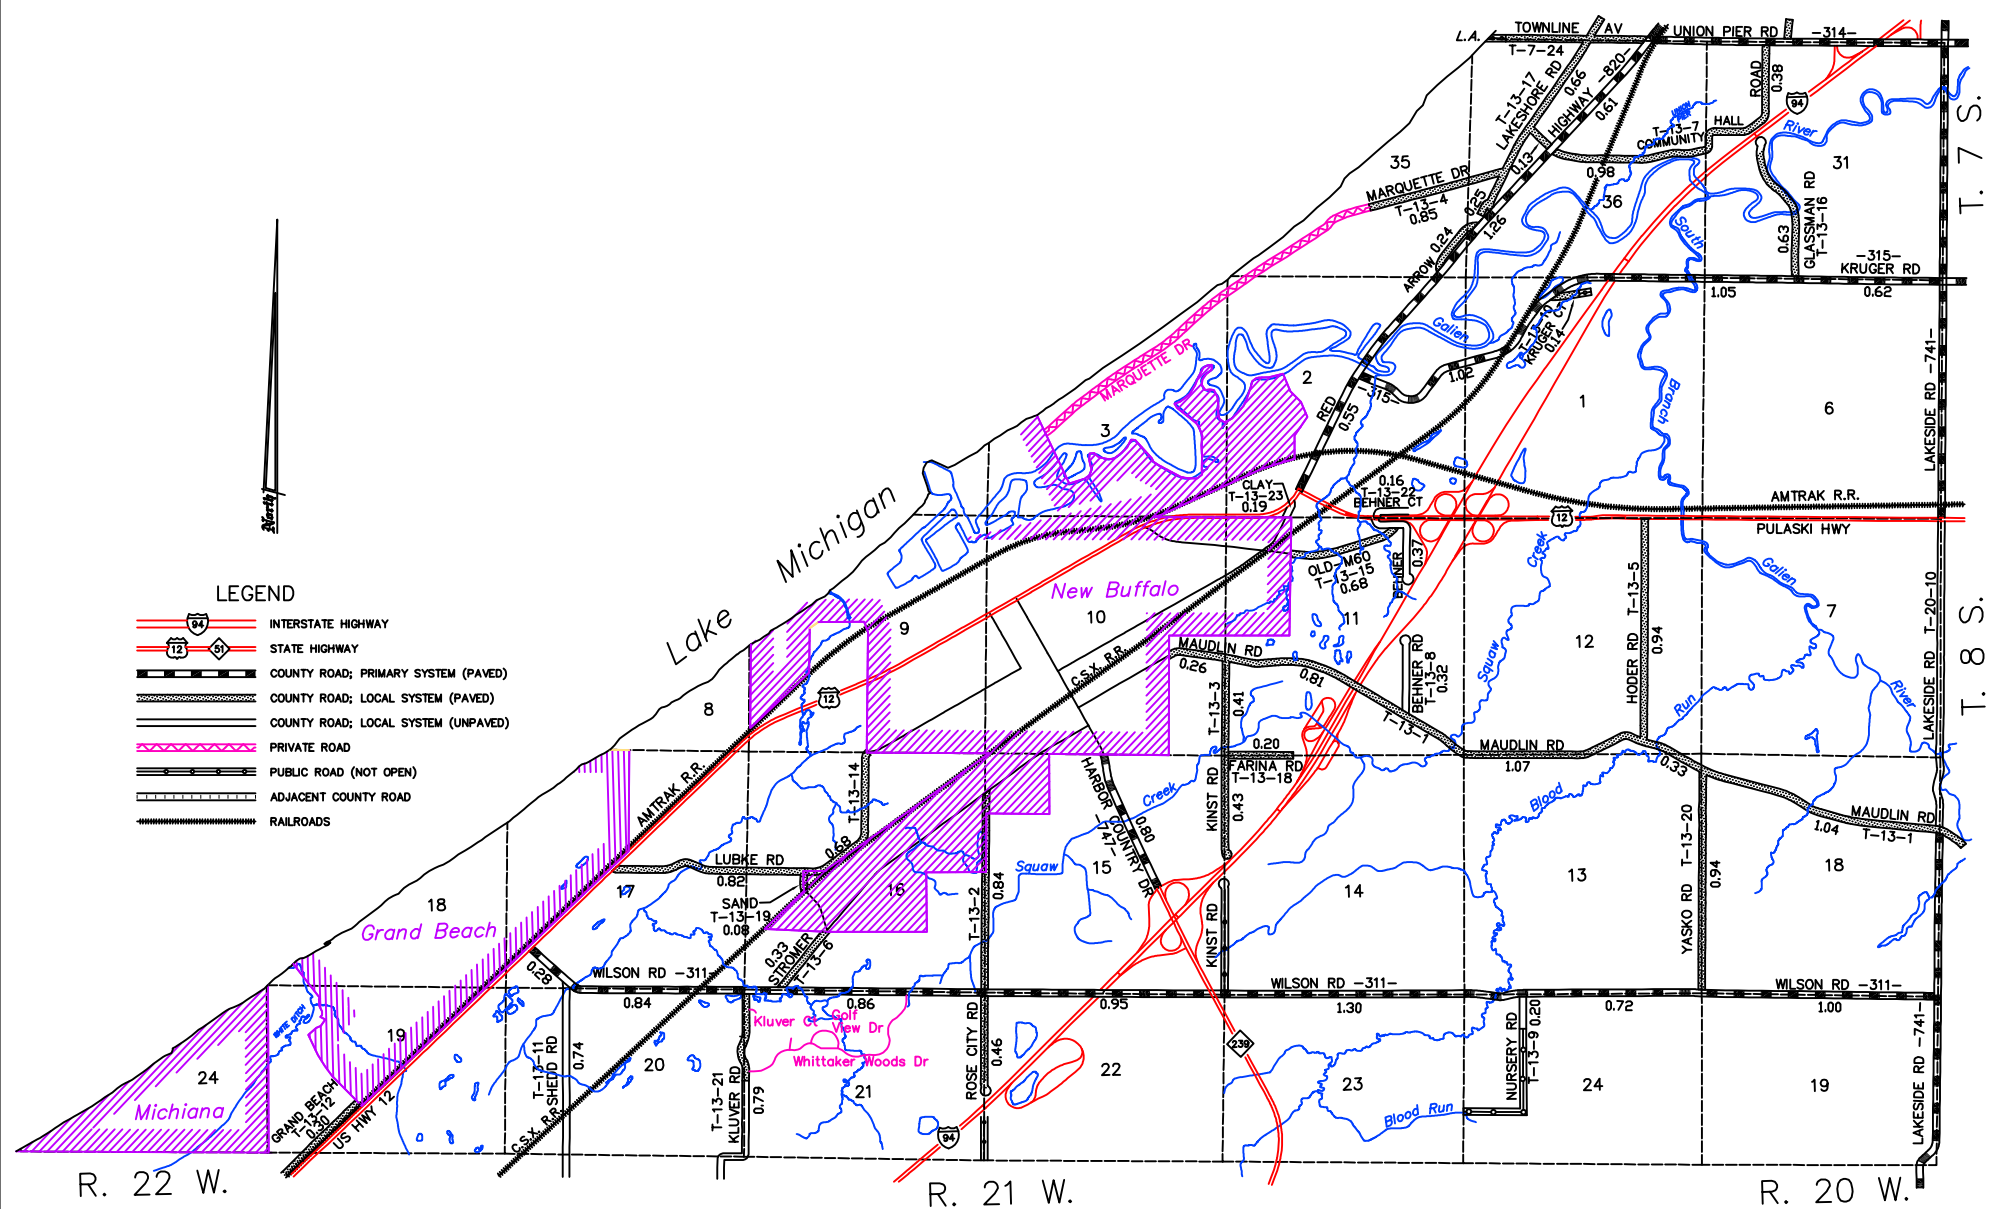 L.A.
TOWNLINE AV
T-7-24
UNION PIER RD -314-
T-13-17
LAKESHORE RD
0.66
HIGHWAY -820-
0.61
ROAD
0.38
94
T. 7 S.
T-13-7
COMMUNITY
HALL
River
31
35
MARQUETTE DR
T-13-4
0.85
0.25
0.13
0.98
36
1.26
South
GLASSMAN RD
T-13-16
0.63
ARROW 0.24
-315-
KRUGER RD
1.05
0.62
Galien
T-13-10
KRUGER CT
0.14
MARQUETTE DR
2
1.02
-315-
RED
0.55
Branch
1
6
LAKESIDE RD -741-
3
CLAY
T-13-23
0.19
0.16
T-13-22
BEHNER CT
12
AMTRAK R.R.
PULASKI HWY
Lake Michigan
North
OLD-M60
T-13-15
0.68
BEHNER
0.37
Creek
Galien
New Buffalo
10
9
11
12
7
HODER RD T-13-5
0.94
LAKESIDE RD T-20-10
T. 8 S.
LEGEND
94 INTERSTATE HIGHWAY
12 51 STATE HIGHWAY
COUNTY ROAD; PRIMARY SYSTEM (PAVED)
COUNTY ROAD; LOCAL SYSTEM (PAVED)
COUNTY ROAD; LOCAL SYSTEM (UNPAVED)
PRIVATE ROAD
PUBLIC ROAD (NOT OPEN)
ADJACENT COUNTY ROAD
RAILROADS
MAUDLIN RD
0.26
0.81
C.S.X. R.R.
BEHNER RD
T-13-8
0.32
Squaw
Run
River
12
8
T-13-3
0.41
T-13-1
0.20
FARINA RD
T-13-18
MAUDLIN RD
1.07
0.33
AMTRAK R.R.
T-13-14
HARBOR COUNTRY DR
-747-
0.80
Creek
KINST RD
0.43
Blood
T-13-20
YASKO RD
0.94
MAUDLIN RD
T-13-1
1.04
LUBKE RD
0.82
0.68
17
16
Squaw
15
14
13
18
18
Grand Beach
SAND
T-13-19
0.08
T-13-2
0.84
0.33
STROMER
T-13-6
KINST RD
0.28
WILSON RD -311-
0.84
0.86
0.95
WILSON RD -311-
1.30
0.72
WILSON RD -311-
1.00
WHITE DITCH
19
Kluver Ct
Golf
View Dr
Whittaker Woods Dr
T-13-11
SHEDD RD
0.74
20
21
ROSE CITY RD
0.46
22
239
23
NURSERY RD
T-13-9 0.20
24
19
LAKESIDE RD -741-
24
Michiana
GRAND BEACH
T-13-12
0.50
US HWY 12
C.S.X. R.R.
T-13-21
KLUVER RD
0.79
94
Blood Run
R. 22 W.
R. 21 W.
R. 20 W.